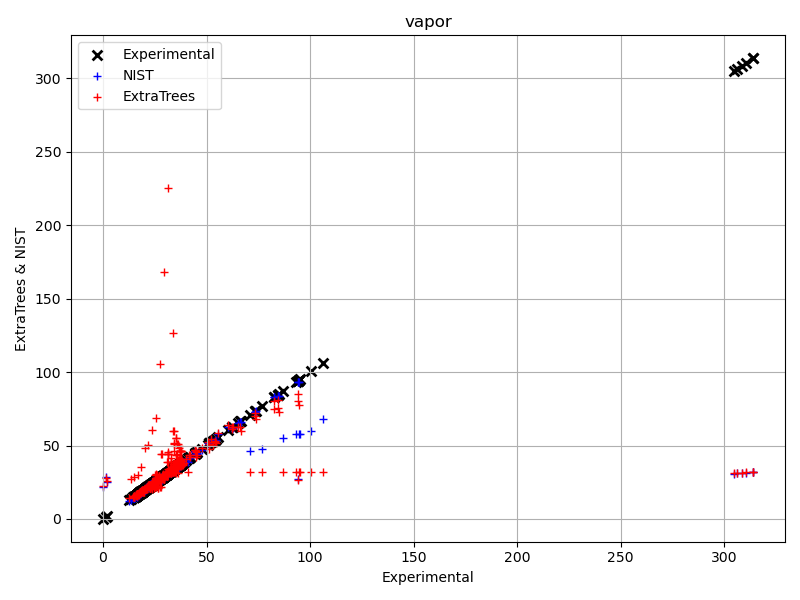 vapor
Experimental
NIST
ExtraTrees
ExtraTrees & NIST
300
250
200
150
100
50
0
0 50 100 150 200 250 300
Experimental